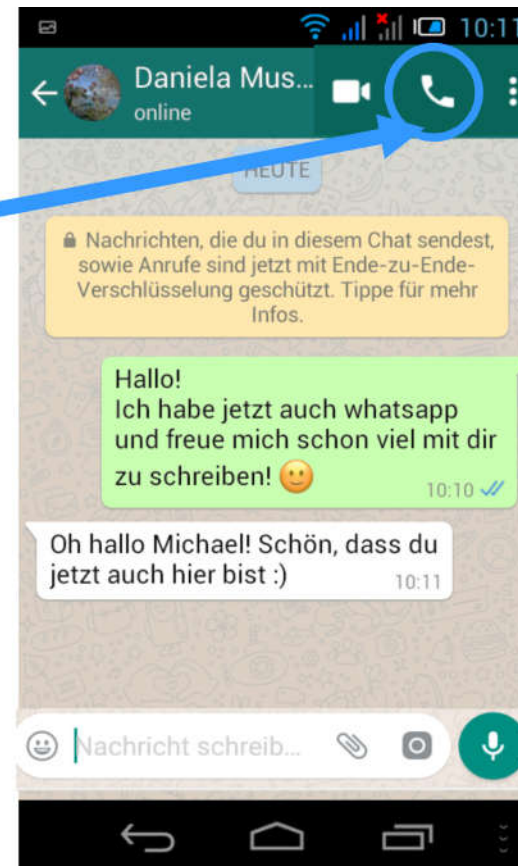 10:11
Daniela Mus...
online
HEUTE
Nachrichten, die du in diesem Chat sendest,
sowie Anrufe sind jetzt mit Ende-zu-Ende-
Verschlüsselung geschützt. Tippe für mehr
Infos.
Hallo!
Ich habe jetzt auch whatsapp
und freue mich schon viel mit dir
zu schreiben! 🙂
10:10
Oh hallo Michael! Schön, dass du
jetzt auch hier bist :)
10:11
Nachricht schreib...